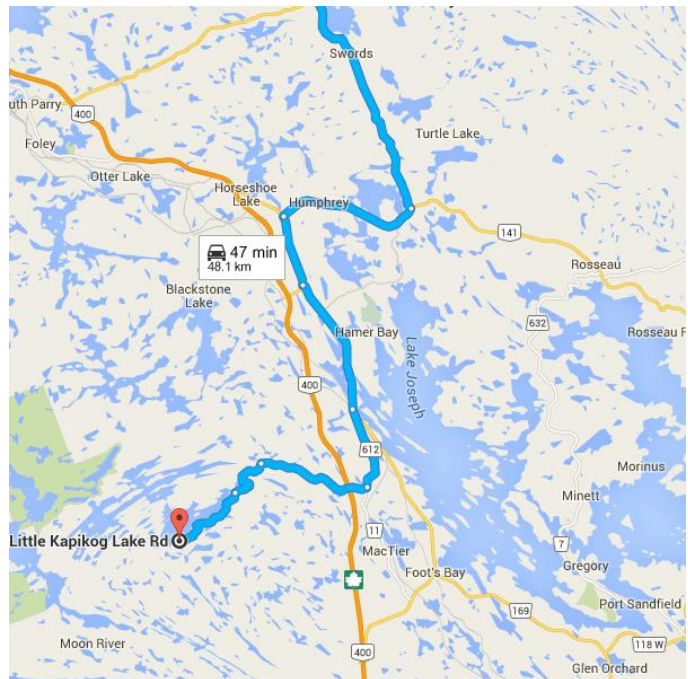 Swords
400
uth Parry
Foley
Turtle Lake
Otter Lake
Horseshoe
Lake
Humphrey
141
47 min
48.1 km
Rosseau
Blackstone
Lake
632
Hamer Bay
Rosseau F
Lake Joseph
400
612
Morinus
Minett
Little Kapikog Lake Rd
11
MacTier
7
Foot's Bay
Gregory
Port Sandfield
169
Moon River
400
118 W
Glen Orchard